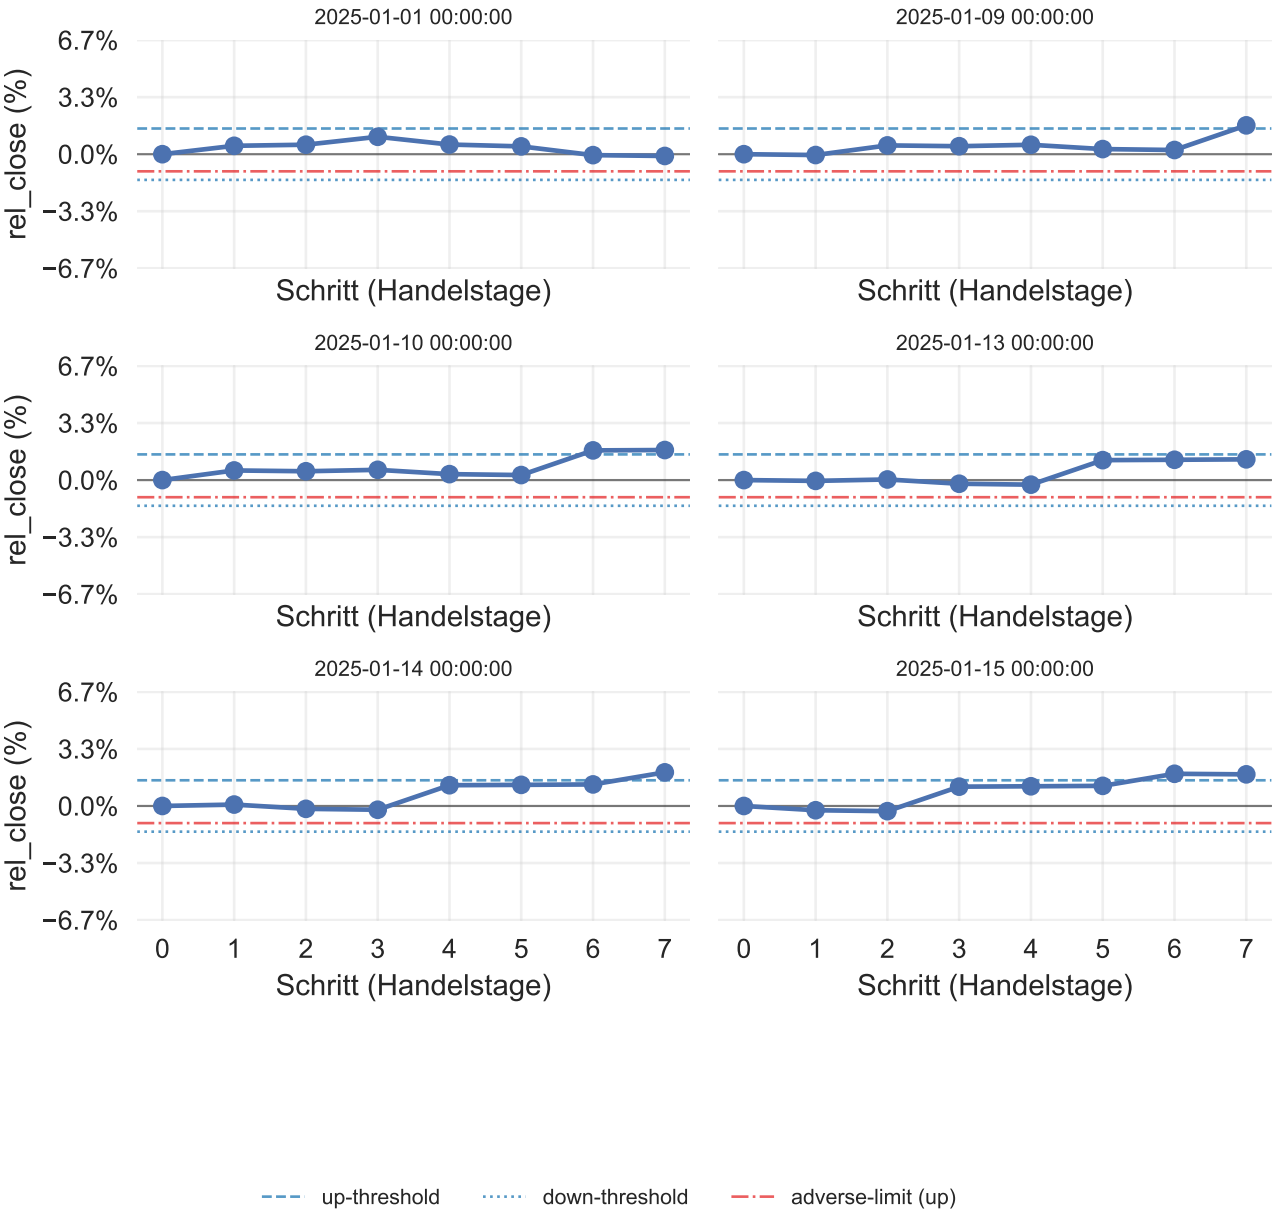 2025-01-01 00:00:00
2025-01-09 00:00:00
6.7%
3.3%
0.0%
−3.3%
−6.7%
rel_close (%)
Schritt (Handelstage)
Schritt (Handelstage)
2025-01-10 00:00:00
2025-01-13 00:00:00
6.7%
3.3%
0.0%
−3.3%
−6.7%
rel_close (%)
Schritt (Handelstage)
Schritt (Handelstage)
2025-01-14 00:00:00
2025-01-15 00:00:00
6.7%
3.3%
0.0%
−3.3%
−6.7%
rel_close (%)
0 1 2 3 4 5 6 7
0 1 2 3 4 5 6 7
Schritt (Handelstage)
Schritt (Handelstage)
up-threshold down-threshold adverse-limit (up)